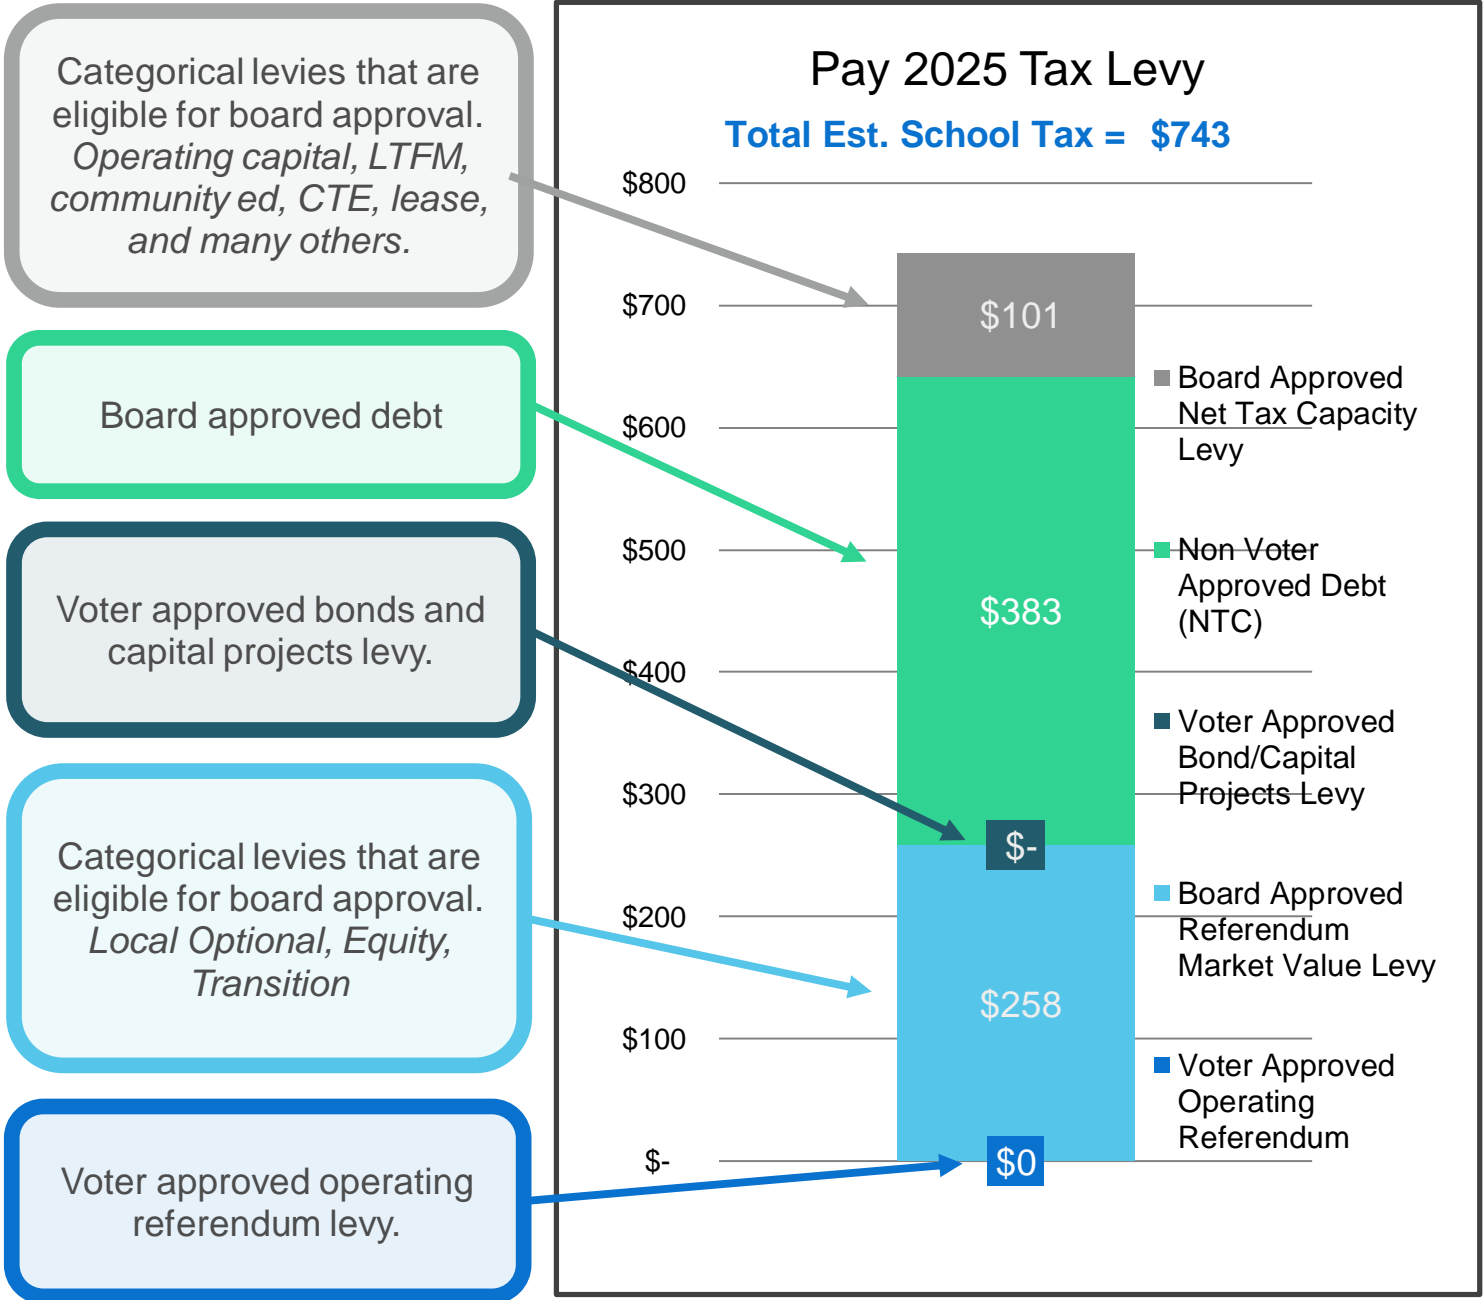 Categorical levies that are
eligible for board approval.
Operating capital, LTFM,
community ed, CTE, lease,
and many others.
Board approved debt
Voter approved bonds and
capital projects levy.
Categorical levies that are
eligible for board approval.
Local Optional, Equity,
Transition
Voter approved operating
referendum levy.
Pay 2025 Tax Levy
Total Est. School Tax = $743
$800
$700
$600
$500
$400
$300
$200
$100
$-
$101
$383
$-
$258
$0
Board Approved
Net Tax Capacity
Levy
Non Voter
Approved Debt
(NTC)
Voter Approved
Bond/Capital
Projects Levy
Board Approved
Referendum
Market Value Levy
Voter Approved
Operating
Referendum